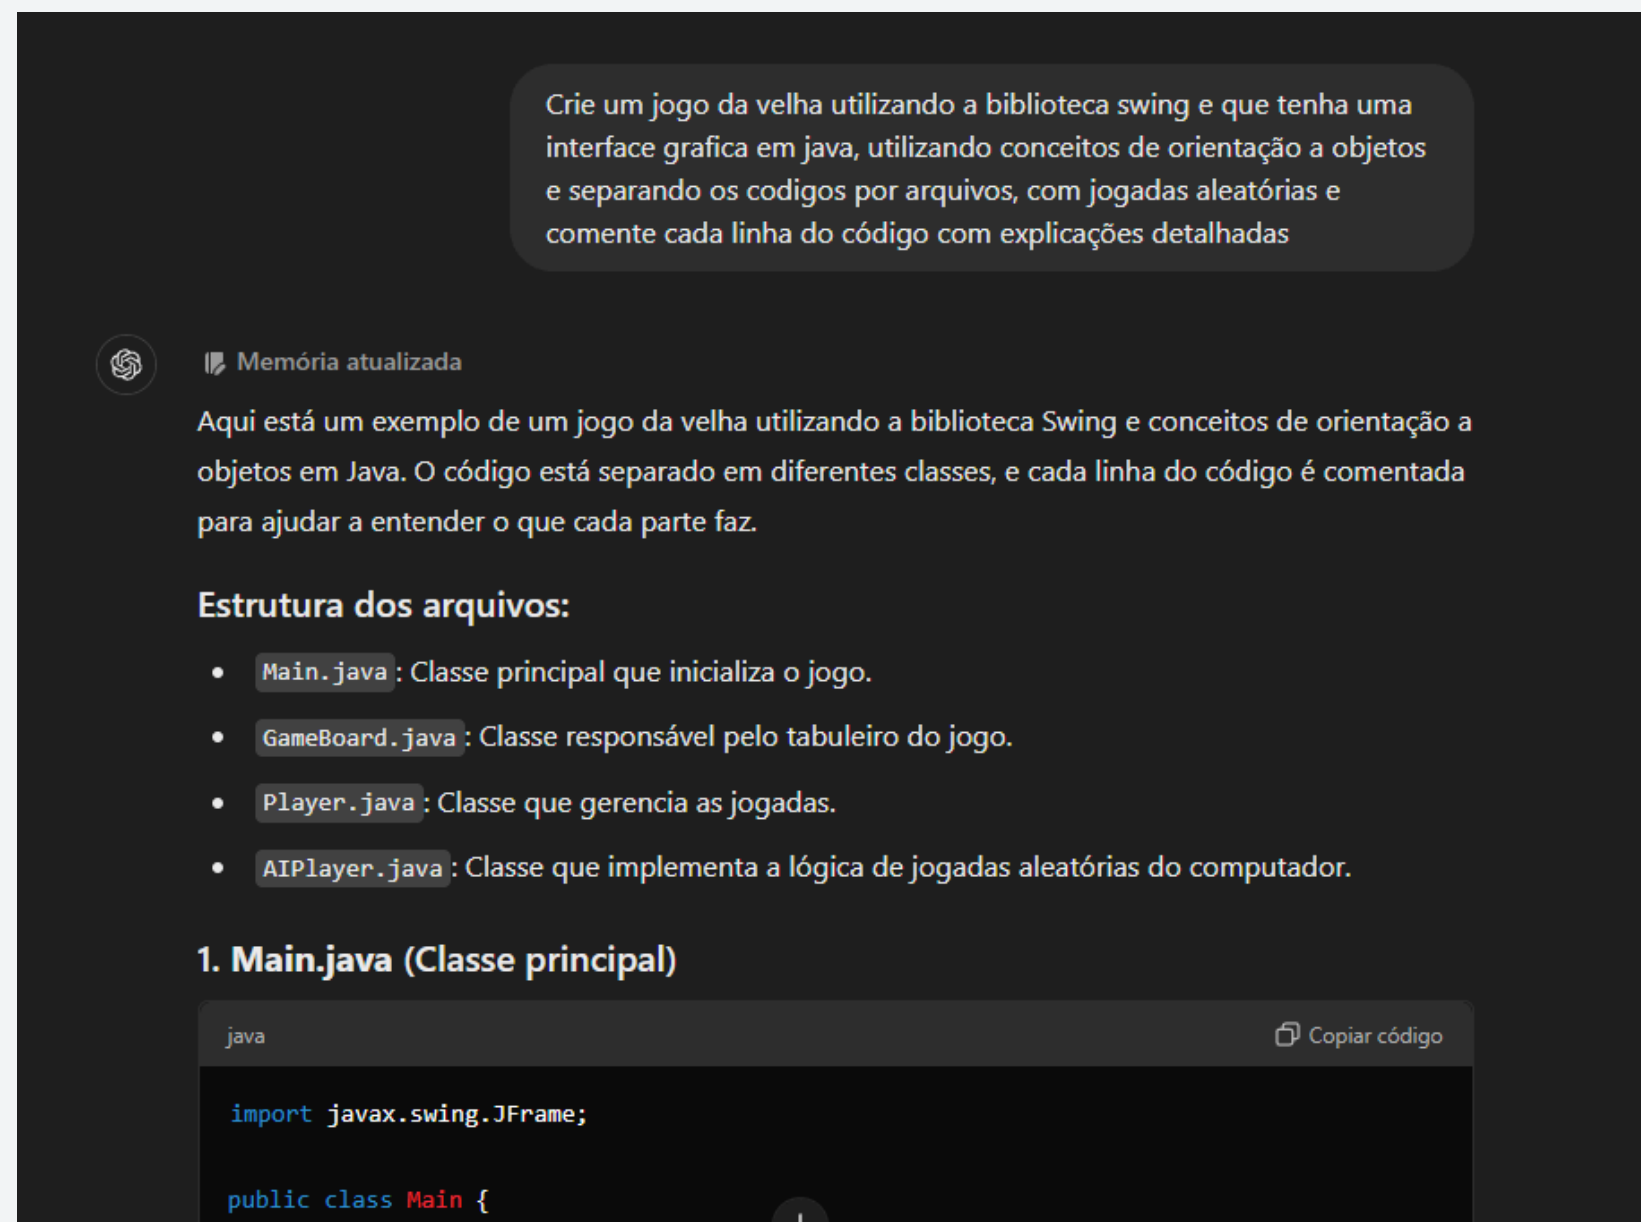 Crie um jogo da velha utilizando a biblioteca swing e que tenha uma
interface grafica em java, utilizando conceitos de orientação a objetos
e separando os codigos por arquivos, com jogadas aleatórias e
comente cada linha do código com explicações detalhadas
Memória atualizada
Aqui está um exemplo de um jogo da velha utilizando a biblioteca Swing e conceitos de orientação a
objetos em Java. O código está separado em diferentes classes, e cada linha do código é comentada
para ajudar a entender o que cada parte faz.
Estrutura dos arquivos:
• Main.java: Classe principal que inicializa o jogo.
• GameBoard.java: Classe responsável pelo tabuleiro do jogo.
• Player.java: Classe que gerencia as jogadas.
• AIPlayer.java: Classe que implementa a lógica de jogadas aleatórias do computador.
1. Main.java (Classe principal)
java Copiar código
import javax.swing.JFrame;
public class Main {